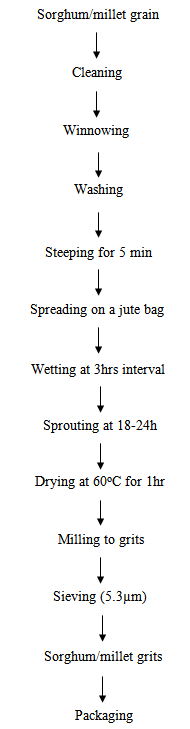 Sorghum/millet grain
Cleaning
Winnowing
Washing
Steeping for 5 min
Spreading on a jute bag
Wetting at 3hrs interval
Sprouting at 18-24h
Drying at 60ºC for 1hr
Milling to grits
Sieving (5.3µm)
Sorghum/millet grits
Packaging